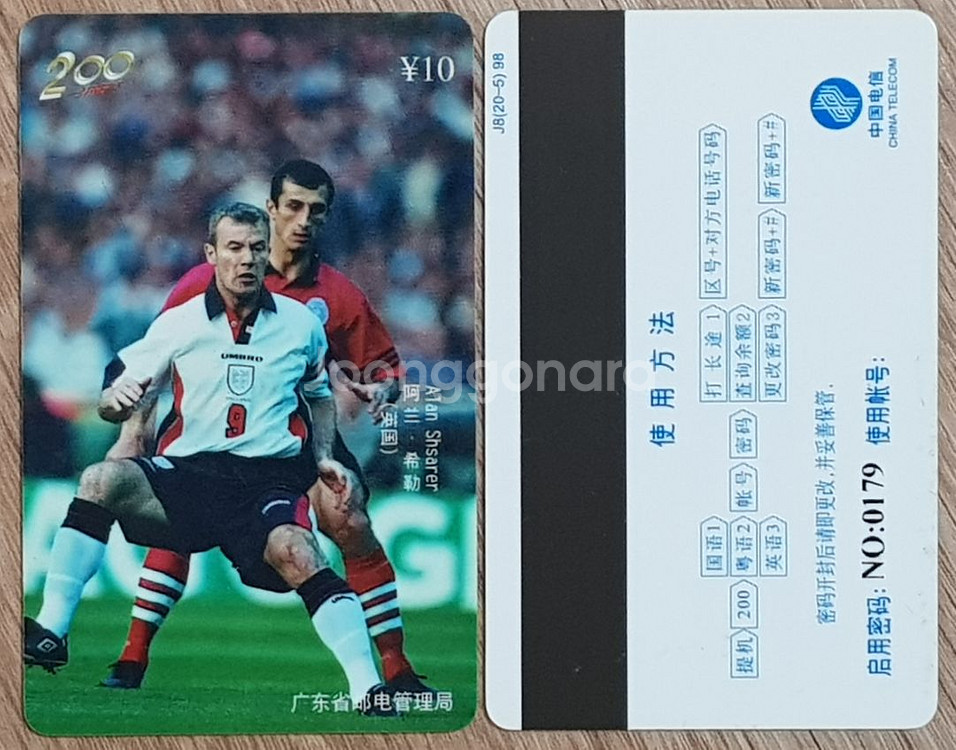 200
¥10
UMBRO
ENGLAND
9
Alan Shsarer
阿兰·希勒
(英国)
广东省邮电管理局
joonggonara
J8(20-5) 98
中国电信
CHINA TELECOM
使用方法
提机 200 国语1 帐号 密码 打长途1 区号+对方电话号码
粤语2 查询余额2
英语3 更改密码3 新密码+# 新密码+#
密码开封后请即更改,并妥善保管.
启用密码: NO:0179 使用帐号: